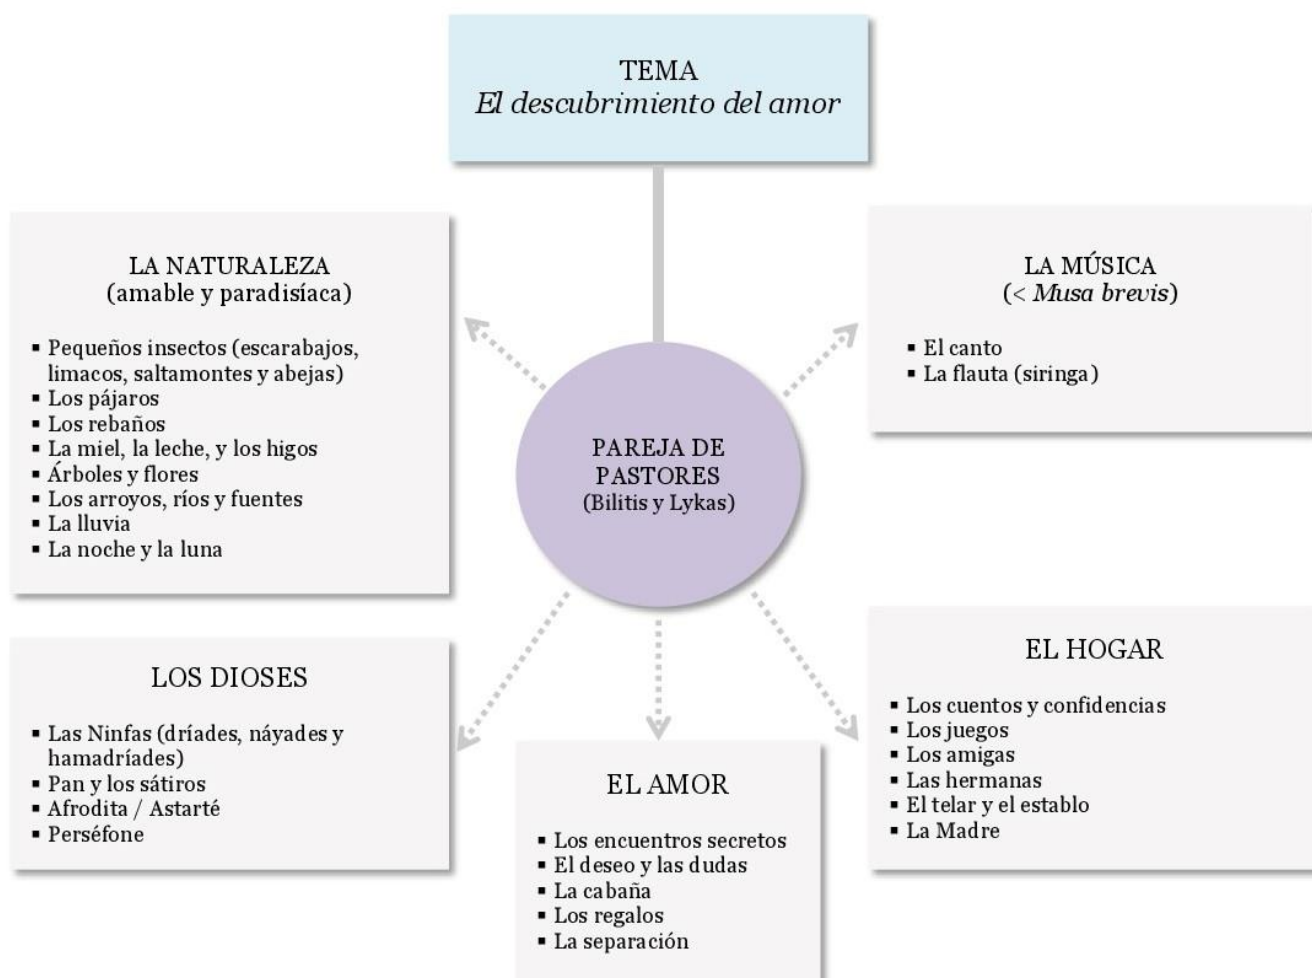 TEMA
El descubrimiento del amor
LA NATURALEZA
(amable y paradisíaca)
▪ Pequeños insectos (escarabajos,
limacos, saltamontes y abejas)
▪ Los pájaros
▪ Los rebaños
▪ La miel, la leche, y los higos
▪ Árboles y flores
▪ Los arroyos, ríos y fuentes
▪ La lluvia
▪ La noche y la luna
LA MÚSICA
(< Musa brevis)
▪ El canto
▪ La flauta (siringa)
PAREJA DE
PASTORES
(Bilitis y Lykas)
LOS DIOSES
▪ Las Ninfas (dríades, náyades y
hamadríades)
▪ Pan y los sátiros
▪ Afrodita / Astarté
▪ Perséfone
EL AMOR
▪ Los encuentros secretos
▪ El deseo y las dudas
▪ La cabaña
▪ Los regalos
▪ La separación
EL HOGAR
▪ Los cuentos y confidencias
▪ Los juegos
▪ Los amigas
▪ Las hermanas
▪ El telar y el establo
▪ La Madre